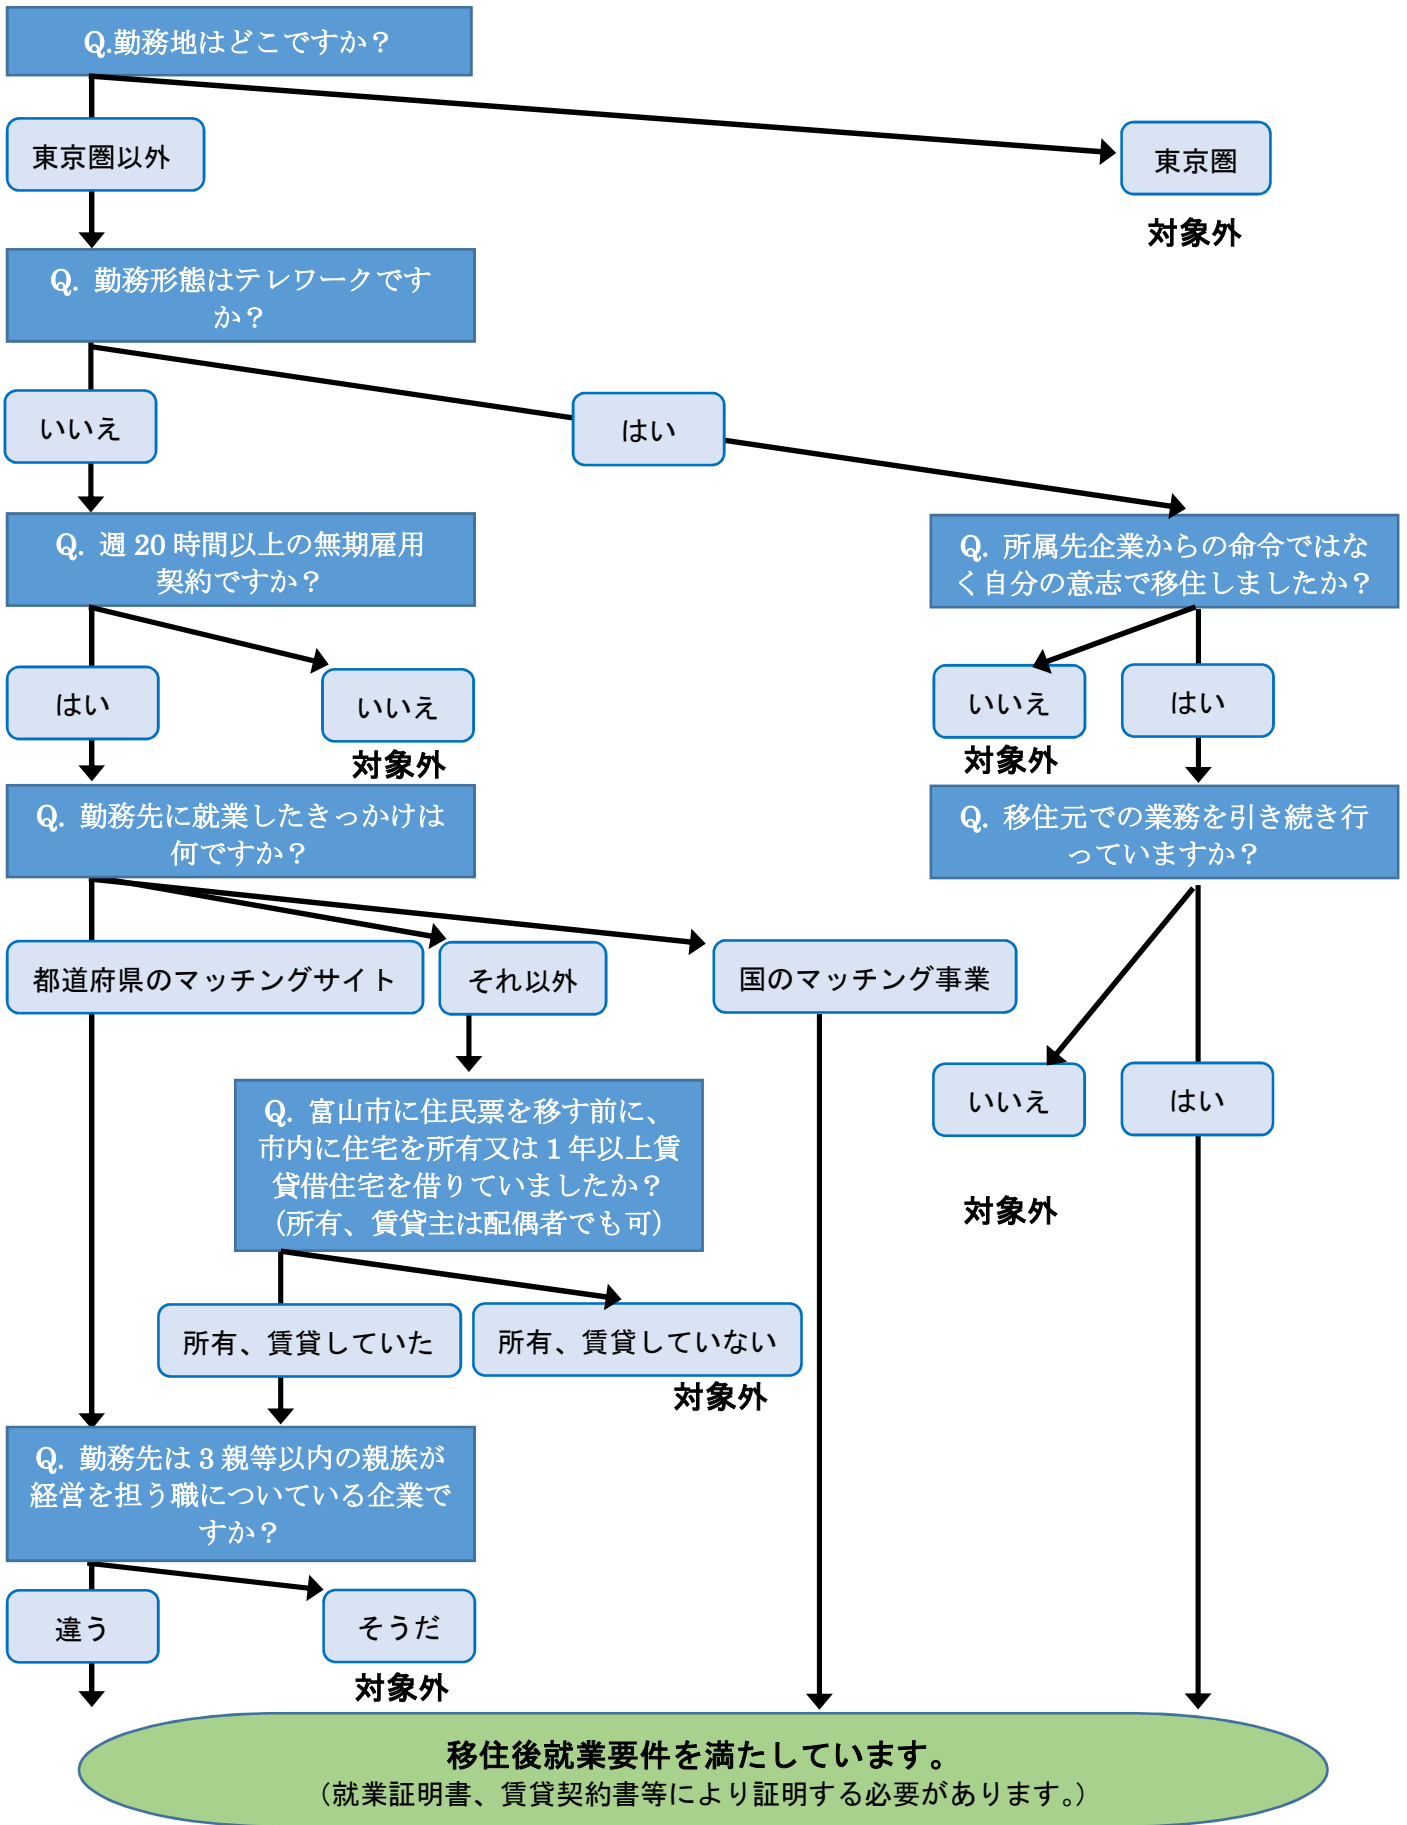 Q.勤務地はどこですか？
東京圏以外
東京圏
対象外
Q. 勤務形態はテレワークです
か？
いいえ
はい
Q. 週20時間以上の無期雇用
契約ですか？
Q. 所属先企業からの命令ではな
く自分の意志で移住しましたか？
はい
いいえ
対象外
いいえ
対象外
はい
Q. 勤務先に就業したきっかけは
何ですか？
Q. 移住元での業務を引き続き行
っていますか？
都道府県のマッチングサイト
それ以外
国のマッチング事業
いいえ
はい
対象外
Q. 富山市に住民票を移す前に、
市内に住宅を所有又は1年以上賃
貸借住宅を借りていましたか？
（所有、賃貸主は配偶者でも可）
所有、賃貸していた
所有、賃貸していない
対象外
Q. 勤務先は3親等以内の親族が
経営を担う職についている企業で
すか？
違う
そうだ
対象外
移住後就業要件を満たしています。
（就業証明書、賃貸契約書等により証明する必要があります。）